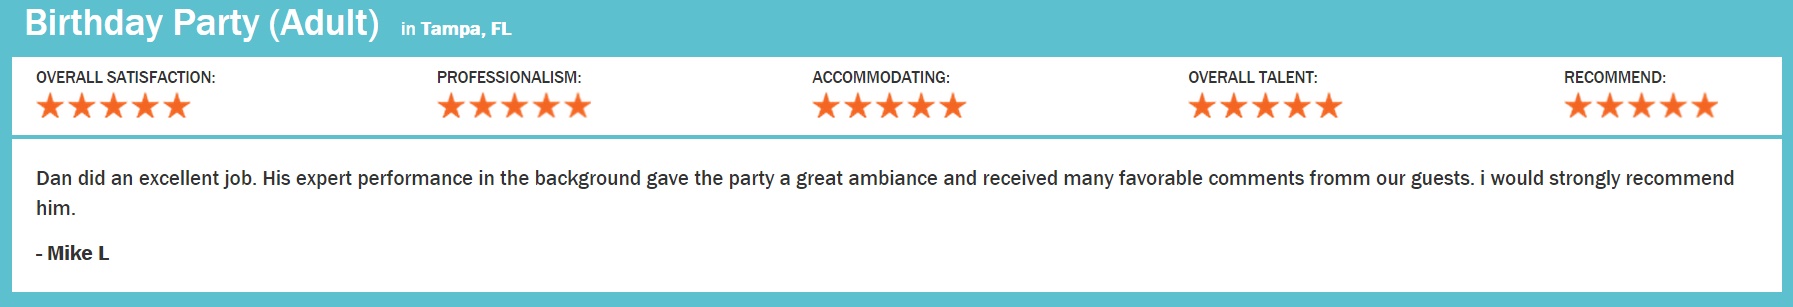 Birthday Party (Adult) in Tampa, FL
OVERALL SATISFACTION: PROFESSIONALISM: ACCOMMODATING: OVERALL TALENT: RECOMMEND:
Dan did an excellent job. His expert performance in the background gave the party a great ambiance and received many favorable comments fromm our guests. i would strongly recommend
him.
- Mike L